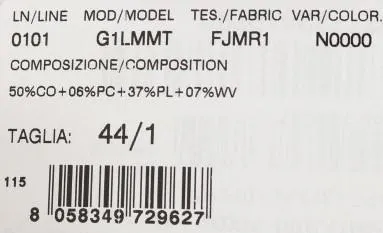 LN/LINE MOD/MODEL TES./FABRIC VAR/COLOR.
0101 G1LMMT FJMR1 N0000
COMPOSIZIONE/COMPOSITION
50%CO+06%PC+37%PL+07%WV
TAGLIA: 44/1
115
8 058349 729627